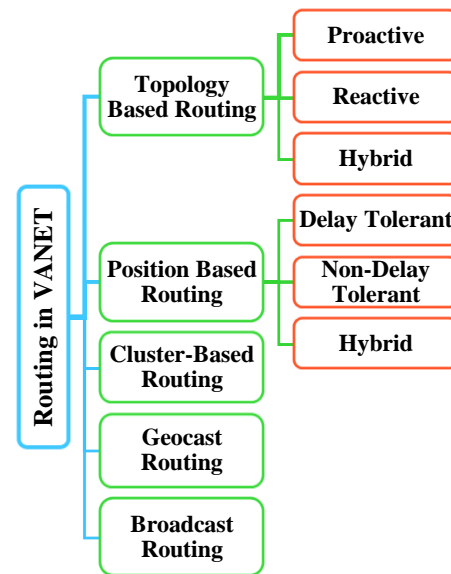 Routing in VANET
Topology
Based Routing
Proactive
Reactive
Hybrid
Position Based
Routing
Delay Tolerant
Non-Delay
Tolerant
Hybrid
Cluster-Based
Routing
Geocast
Routing
Broadcast
Routing